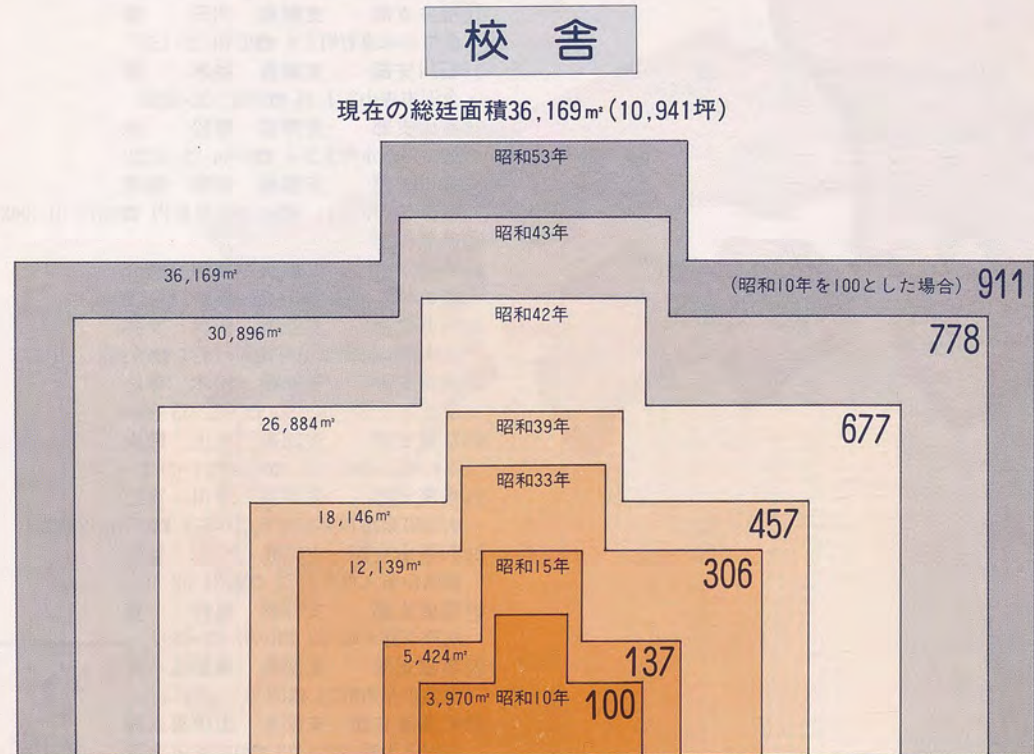 校舎
現在の総廷面積36,169㎡(10,941坪)
昭和53年
36,169㎡
(昭和10年を100とした場合) 911
昭和43年
30,896㎡
778
昭和42年
26,884㎡
677
昭和39年
18,146㎡
457
昭和33年
12,139㎡
306
昭和15年
5,424㎡
137
3,970㎡ 昭和10年 100